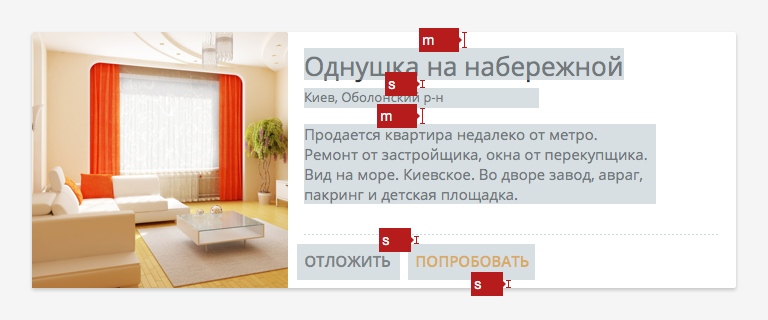 m
Однушка на набережной
s
Киев, Оболонский р-н
m
Продается квартира недалеко от метро.
Ремонт от застройщика, окна от перекупщика.
Вид на море. Киевское. Во дворе завод, авраг,
пакринг и детская площадка.
s
ОТЛОЖИТЬ ПОПРОБОВАТЬ
s